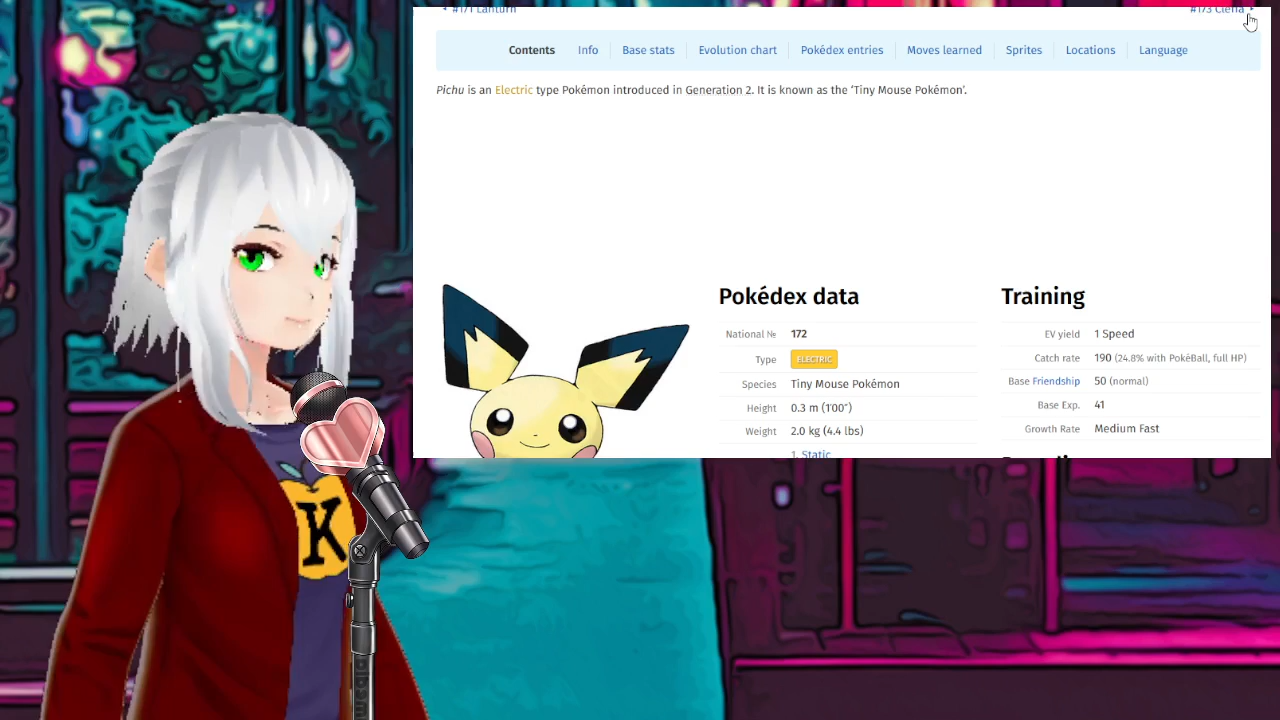 #171 Lanturn
#173 Cleffa
Contents Info Base stats Evolution chart Pokédex entries Moves learned Sprites Locations Language
Pichu is an Electric type Pokémon introduced in Generation 2. It is known as the ‘Tiny Mouse Pokémon’.
Pokédex data
National № 172
Type ELECTRIC
Species Tiny Mouse Pokémon
Height 0.3 m (1′00″)
Weight 2.0 kg (4.4 lbs)
1. Static
Training
EV yield 1 Speed
Catch rate 190 (24.8% with PokéBall, full HP)
Base Friendship 50 (normal)
Base Exp. 41
Growth Rate Medium Fast
K